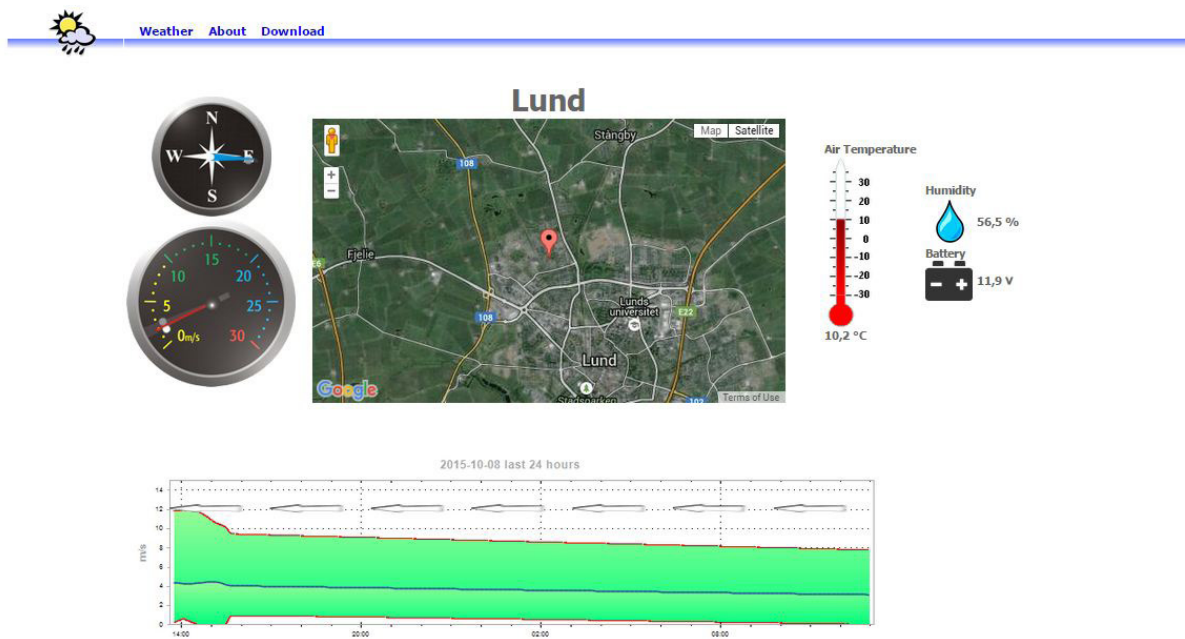 Weather About Download
Lund
N
W E
S
15
10 20
5 25
0m/s 30
Stångby
Map Satellite
108
+
−
Fjelie
E6
Lunds
universitet
108
E22
Lund
Stadsparken
102
Google
Terms of Use
Air Temperature
30
20
10
0
-10
-20
-30
10,2 °C
Humidity
56,5 %
Battery
- +
11,9 V
2015-10-08 last 24 hours
m/s
14
12
10
8
6
4
2
0
14:00 20:00 02:00 08:00